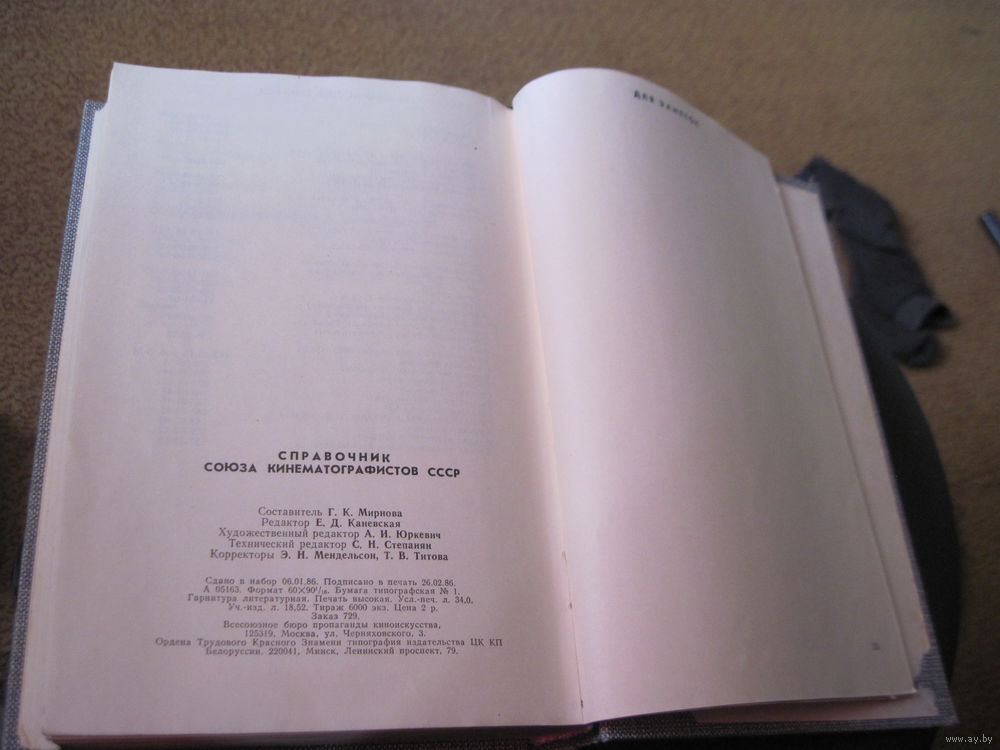 СПРАВОЧНИК
СОЮЗА КИНЕМАТОГРАФИСТОВ СССР
Составитель Г. К. Мирнова
Редактор Е. Д. Каневская
Художественный редактор А. И. Юркевич
Технический редактор С. Н. Степанян
Корректоры Э. Н. Мендельсон, Т. В. Титова
Сдано в набор 06.01.86. Подписано в печать 26.02.86.
А 05163. Формат 60×90¹/₁₆. Бумага типографская № 1.
Гарнитура литературная. Печать высокая. Усл.-печ. л. 34,0.
Уч.-изд. л. 18,52. Тираж 6000 экз. Цена 2 р.
Заказ 729.
Всесоюзное бюро пропаганды киноискусства,
125319. Москва, ул. Черняховского, 3.
Ордена Трудового Красного Знамени типография издательства ЦК КП
Белоруссии. 220041, Минск, Ленинский проспект, 79.
ДЛЯ ЗАМЕТОК
www.ay.by